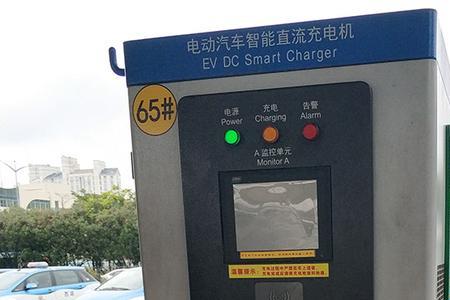 电动汽车智能直流充电机
EV DC Smart Charger
65#
电源 充电 告警
Power Charging Alarm
A 监控单元
Monitor A
温馨提示: